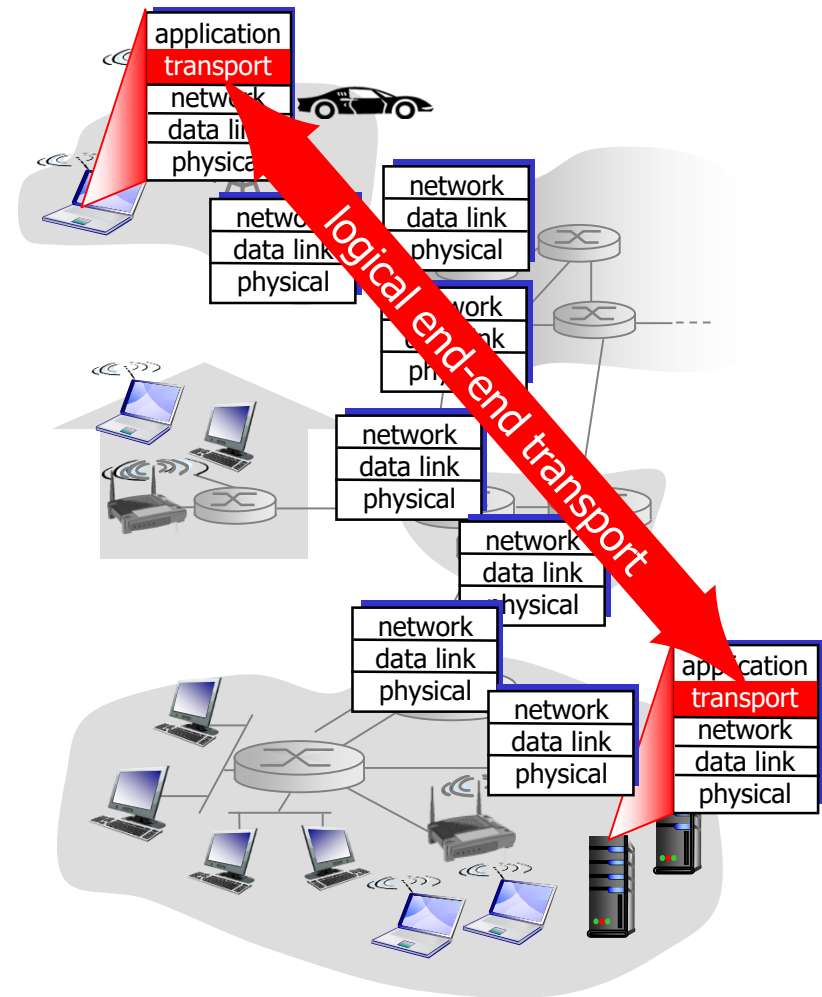 application
transport
network
data link
physical
network
data link
physical
network
data link
physical
logical end-end transport
network
data link
physical
network
data link
physical
network
data link
physical
network
data link
physical
application
transport
network
data link
physical
network
data link
physical